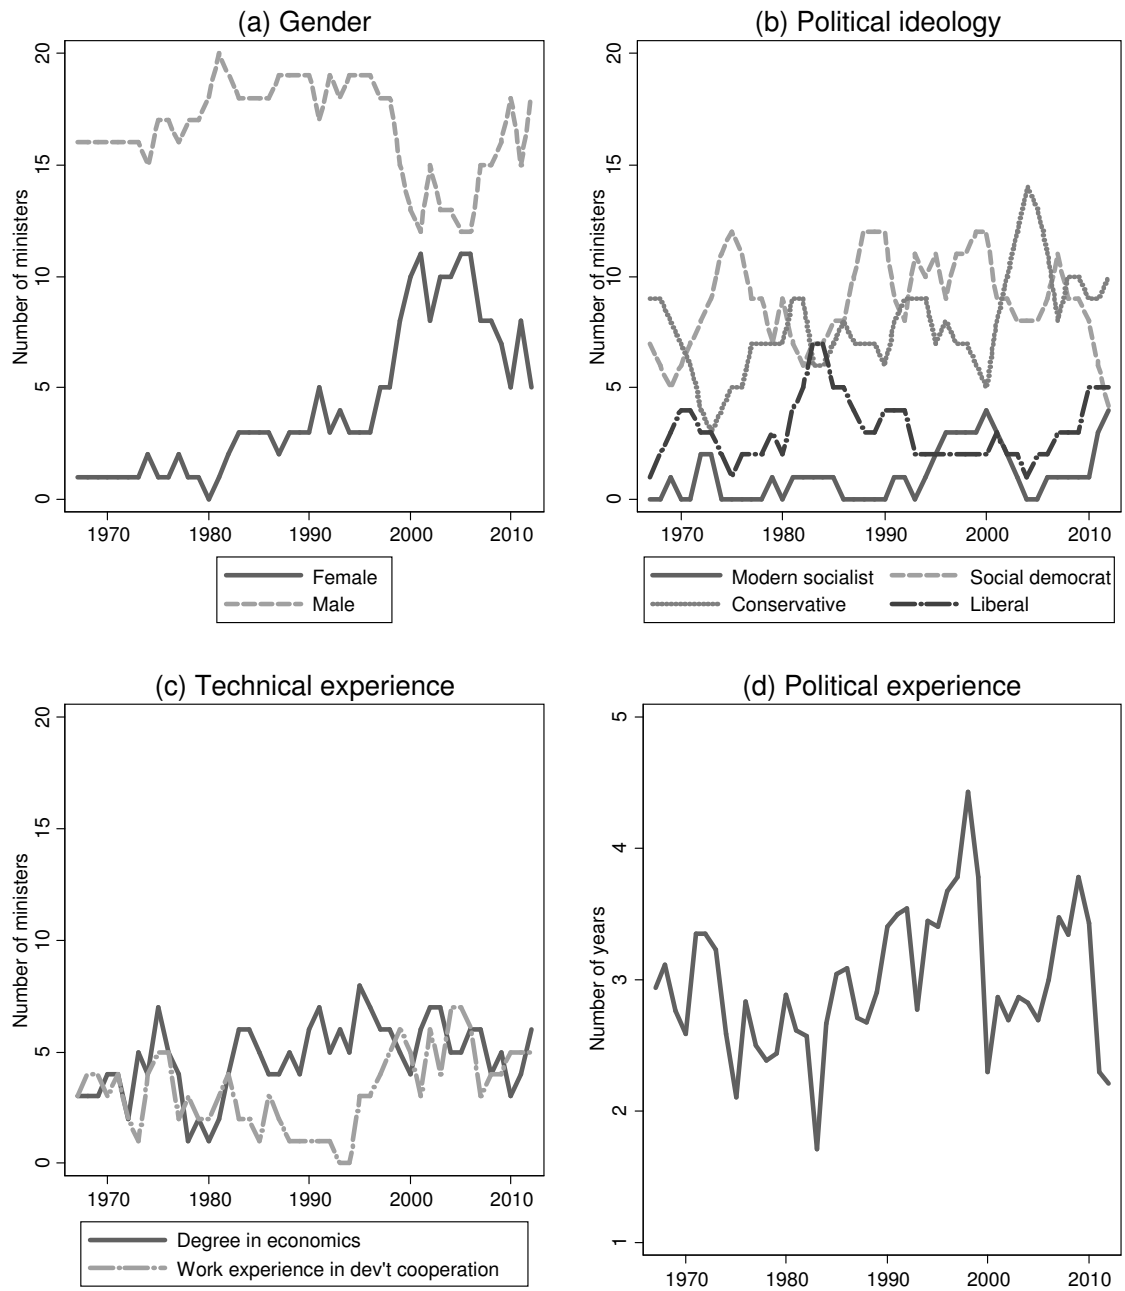 (a) Gender
Number of ministers
20
15
10
5
0
1970 1980 1990 2000 2010
Female
Male
(b) Political ideology
Number of ministers
20
15
10
5
0
1970 1980 1990 2000 2010
Modern socialist Social democrat
Conservative Liberal
(c) Technical experience
Number of ministers
20
15
10
5
0
1970 1980 1990 2000 2010
Degree in economics
Work experience in dev't cooperation
(d) Political experience
Number of years
5
4
3
2
1
1970 1980 1990 2000 2010